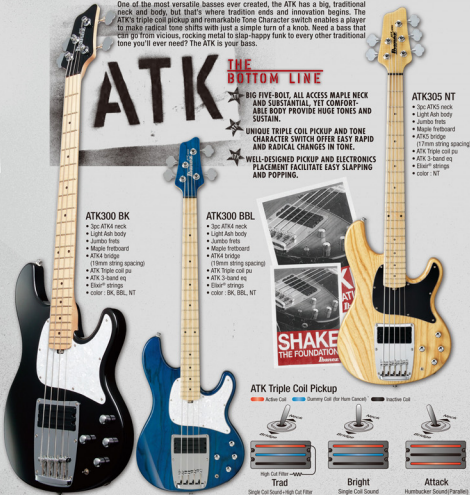 One of the most versatile basses ever created, the ATK has a big, traditional
neck and body, but that's where tradition ends and innovation begins. The
ATK's triple coil pickup and remarkable Tone Character switch enables a player
to make radical tone shifts with just a simple turn of a knob. Need a bass that
can go from vicious, rocking metal to slap-happy funk to every other traditional
tone you'll ever need? The ATK is your bass.
ATK
THE
BOTTOM LINE
BIG FIVE-BOLT, ALL ACCESS MAPLE NECK
AND SUBSTANTIAL, YET COMFORT-
ABLE BODY PROVIDE HUGE TONES AND
SUSTAIN.
UNIQUE TRIPLE COIL PICKUP AND TONE
CHARACTER SWITCH OFFER EASY RAPID
AND RADICAL CHANGES IN TONE.
WELL-DESIGNED PICKUP AND ELECTRONICS
PLACEMENT FACILITATE EASY SLAPPING
AND POPPING.
ATK305 NT
• 3pc ATK5 neck
• Light Ash body
• Jumbo frets
• Maple fretboard
• ATK5 bridge
(17mm string spacing)
• ATK Triple coil pu
• ATK 3-band eq
• Elixir® strings
• color : NT
ATK300 BK
• 3pc ATK4 neck
• Light Ash body
• Jumbo frets
• Maple fretboard
• ATK4 bridge
(19mm string spacing)
• ATK Triple coil pu
• ATK 3-band eq
• Elixir® strings
• color : BK, BBL, NT
ATK300 BBL
• 3pc ATK4 neck
• Light Ash body
• Jumbo frets
• Maple fretboard
• ATK4 bridge
(19mm string spacing)
• ATK Triple coil pu
• ATK 3-band eq
• Elixir® strings
• color : BK, BBL, NT
SHAKE
THE FOUNDATION
Ibanez
ATK Triple Coil Pickup
Active Coil Dummy Coil (for Hum Cancel) Inactive Coil
Neck Neck Neck
Bridge Bridge Bridge
High Cut Filter
Trad Bright Attack
Single Coil Sound+High Cut Filter Single Coil Sound Humbucker Sound(Parallel)